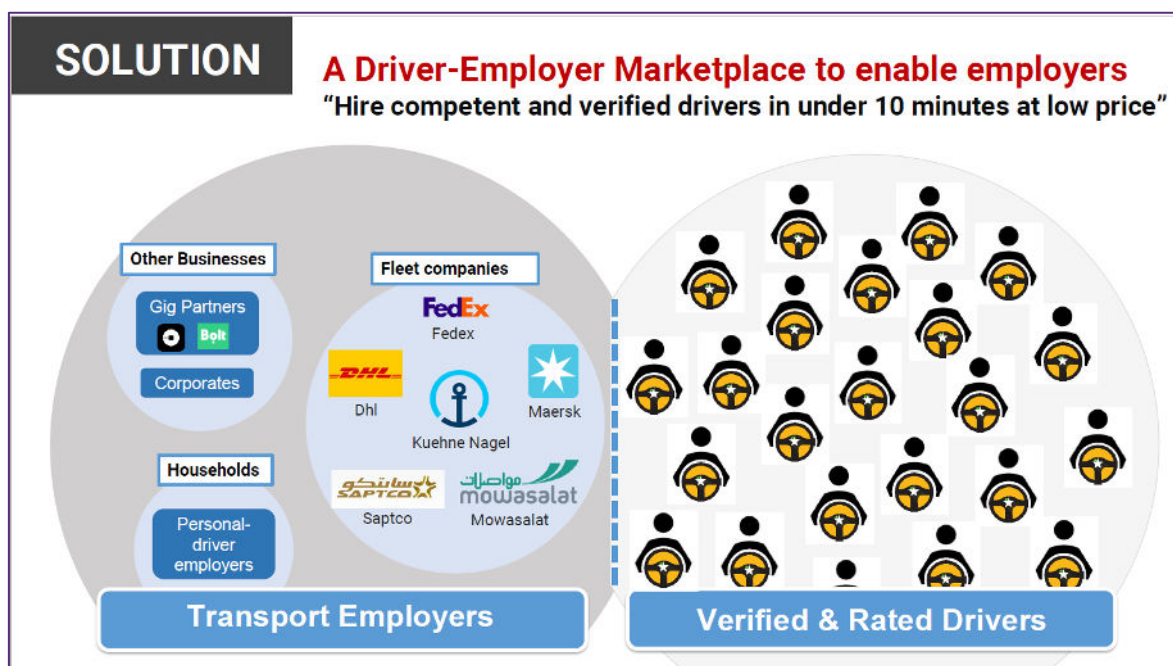 SOLUTION
A Driver-Employer Marketplace to enable employers
“Hire competent and verified drivers in under 10 minutes at low price”
Other Businesses
Gig Partners
Bolt
Corporates
Households
Personal-
driver
employers
Fleet companies
FedEx
Fedex
DHL
Dhl
Kuehne Nagel
Maersk
سابتكو
SAPTCO
Saptco
مواصلات
mowasalat
Mowasalat
Transport Employers
Verified & Rated Drivers